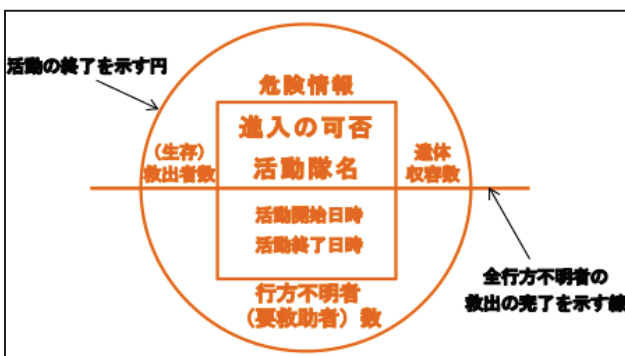 活動の終了を示す円
危険情報
進入の可否
活動隊名
(生存)
救出者数
遺体
収容数
活動開始日時
活動終了日時
行方不明者
(要救助者)数
全行方不明者の
救出の完了を示す線